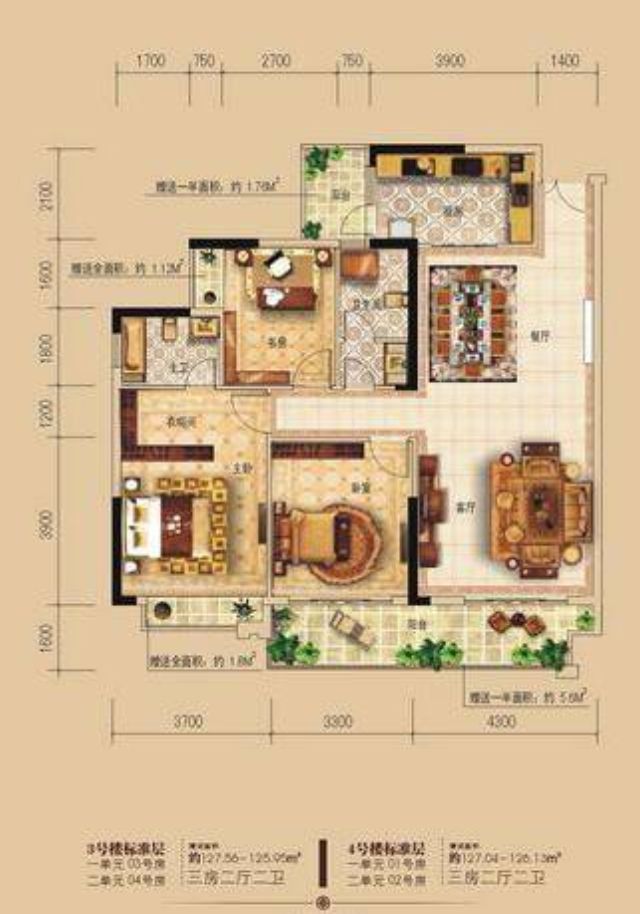 1700 750 2700 750 3900 1400
2100
1600
1800
1200
3900
1600
赠送一半面积：约 1.76M²
阳台
厨房
赠送全面积：约 1.12M²
书房
卫生间
餐厅
主卫
衣帽间
主卧
卧室
客厅
阳台
赠送全面积：约 1.8M²
赠送一半面积：约 5.6M²
3700 3300 4300
3号楼标准层
一单元 03号房
二单元 04号房
建筑面积
约127.56-125.95m²
三房二厅二卫
4号楼标准层
一单元 01号房
二单元 02号房
建筑面积
约127.04-126.13m²
三房二厅二卫